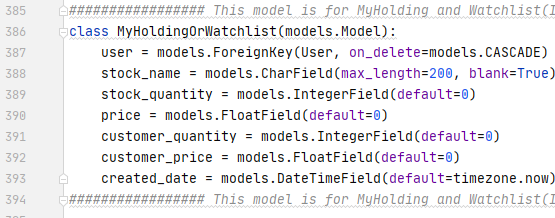 385 ################# This model is for MyHolding and Watchlist(I
386 class MyHoldingOrWatchlist(models.Model):
387 user = models.ForeignKey(User, on_delete=models.CASCADE)
388 stock_name = models.CharField(max_length=200, blank=True)
389 stock_quantity = models.IntegerField(default=0)
390 price = models.FloatField(default=0)
391 customer_quantity = models.IntegerField(default=0)
392 customer_price = models.FloatField(default=0)
393 created_date = models.DateTimeField(default=timezone.now)
394 ################# This model is for MyHolding and Watchlist(I